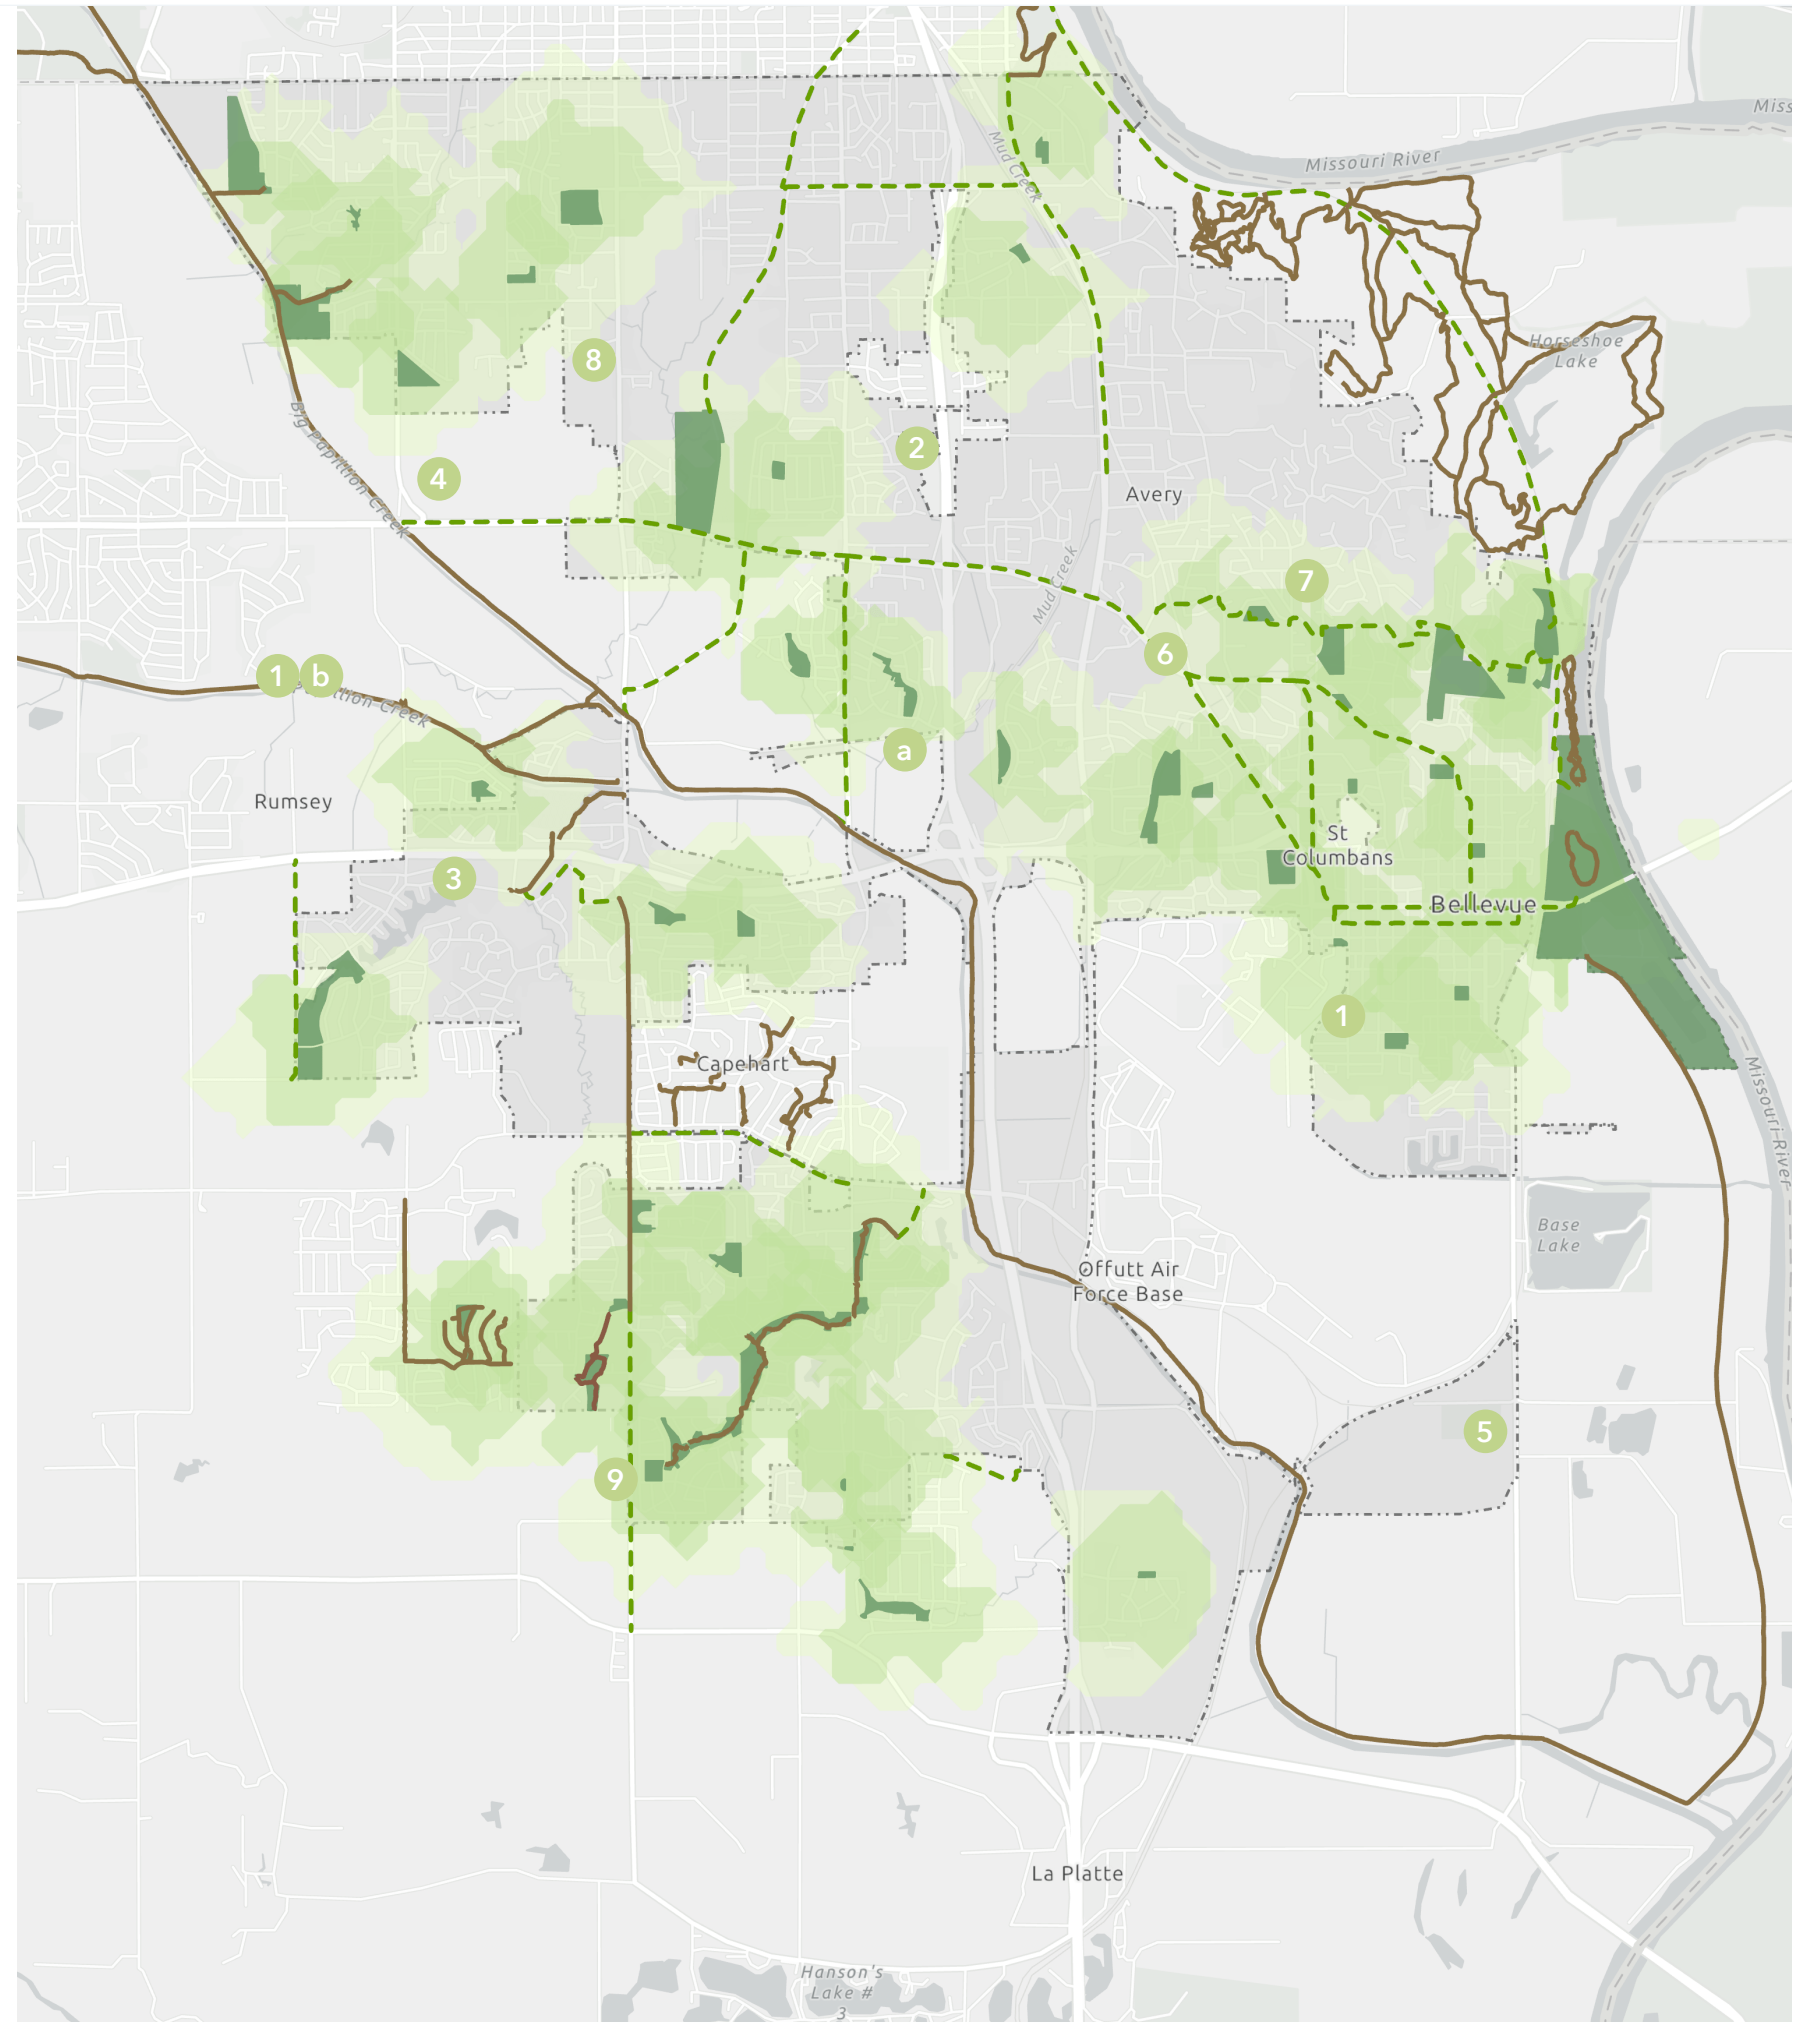 Miss
Missouri River
Mud Creek
Horseshoe
Lake
8
Big Papillion Creek
2
4
Avery
Mud Creek
7
6
1
b
llion Creek
a
Rumsey
St
Columbans
3
Bellevue
1
Capehart
Missouri River
Base
Lake
Offutt Air
Force Base
5
9
La Platte
Hanson's
Lake #
3